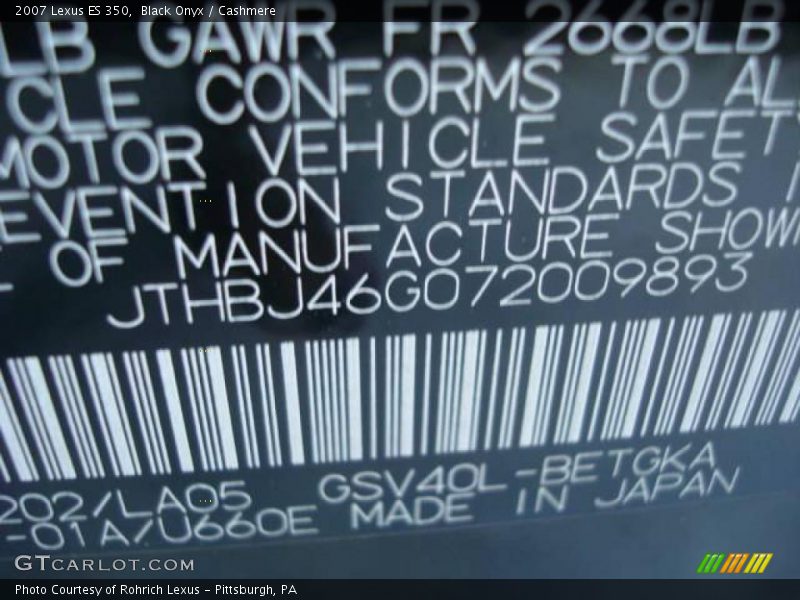 2007 Lexus ES 350, Black Onyx / Cashmere
LB GAWR FR 2668LB
CLE CONFORMS TO AL
MOTOR VEHICLE SAFETY
EVENTION STANDARDS
OF MANUFACTURE SHOWN
JTHBJ46G072009893
202/LA05 GSV40L-BETGKA
-01A/U660E MADE IN JAPAN
GTCARLOT.COM
Photo Courtesy of Rohrich Lexus - Pittsburgh, PA